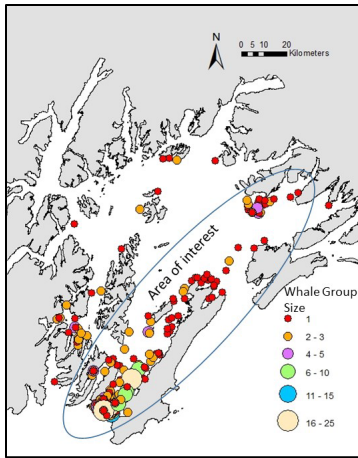 N
0 5 10 20
Kilometers
Area of interest
Whale Group
Size
1
2 - 3
4 - 5
6 - 10
11 - 15
16 - 25